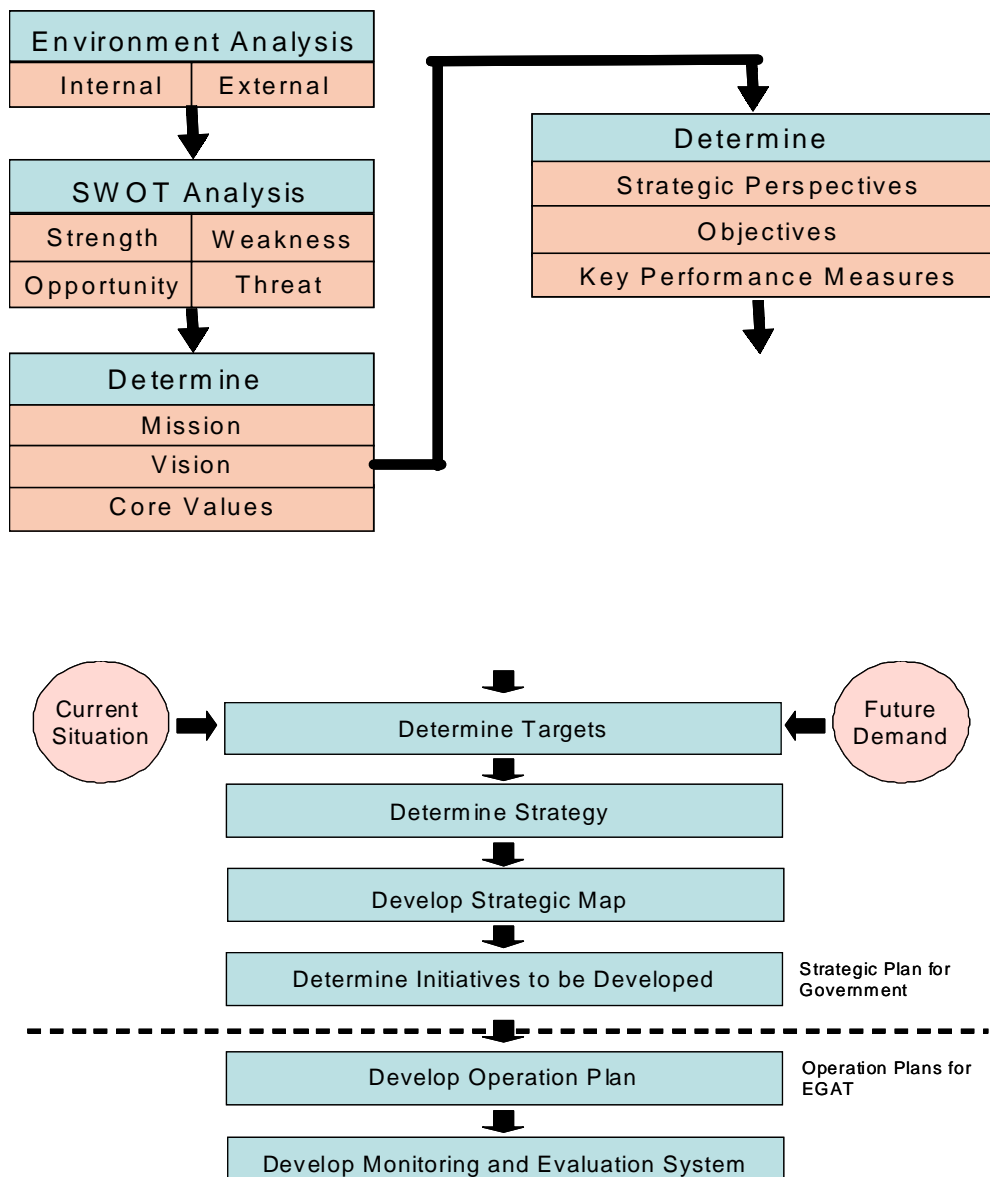 Environment Analysis
Internal External
SWOT Analysis
Strength Weakness
Opportunity Threat
Determine
Mission
Vision
Core Values
Determine
Strategic Perspectives
Objectives
Key Performance Measures
Current
Situation
Determine Targets
Future
Demand
Determine Strategy
Develop Strategic Map
Determine Initiatives to be Developed
Strategic Plan for
Government
Develop Operation Plan
Operation Plans for
EGAT
Develop Monitoring and Evaluation System